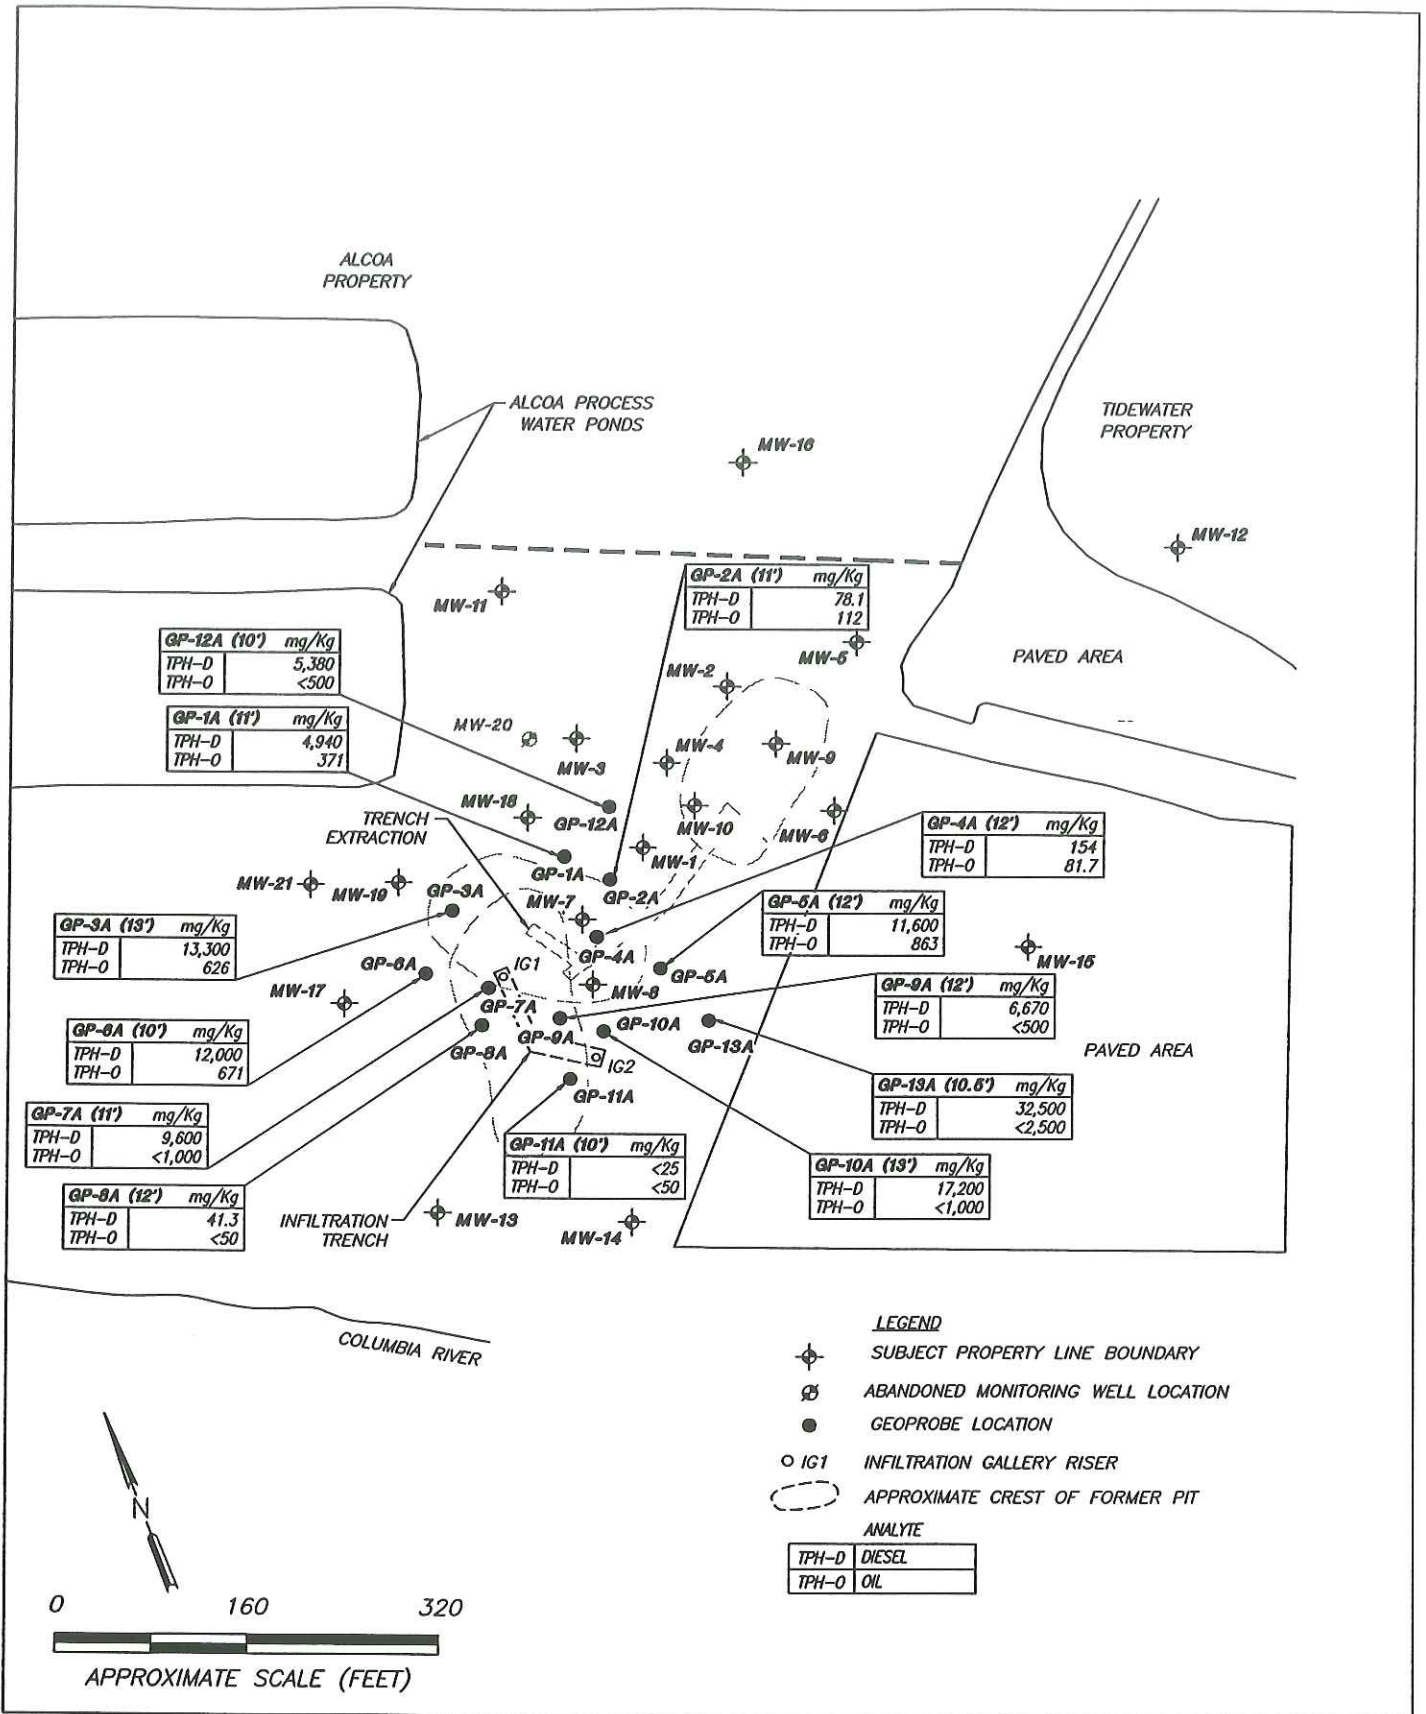 ALCOA
PROPERTY
ALCOA PROCESS
WATER PONDS
TIDEWATER
PROPERTY
MW-16
MW-12
MW-11
GP-2A (11') mg/Kg
TPH-D 78.1
TPH-O 112
MW-5
PAVED AREA
GP-12A (10') mg/Kg
TPH-D 5,380
TPH-O <500
MW-2
GP-1A (11') mg/Kg
TPH-D 4,940
TPH-O 371
MW-20
MW-3
MW-4
MW-9
MW-18
TRENCH
EXTRACTION
GP-12A
MW-10
MW-6
GP-4A (12') mg/Kg
TPH-D 154
TPH-O 81.7
MW-1
GP-1A
MW-21
MW-19
GP-3A
GP-2A
MW-7
GP-5A (12') mg/Kg
TPH-D 11,600
TPH-O 863
GP-3A (13') mg/Kg
TPH-D 13,300
TPH-O 626
GP-4A
MW-15
GP-6A
IG1
GP-5A
MW-17
MW-8
GP-7A
GP-9A (12') mg/Kg
TPH-D 6,670
TPH-O <500
GP-6A (10') mg/Kg
TPH-D 12,000
TPH-O 671
GP-8A
GP-9A
GP-10A
GP-13A
PAVED AREA
IG2
GP-11A
GP-13A (10.5') mg/Kg
TPH-D 32,500
TPH-O <2,500
GP-7A (11') mg/Kg
TPH-D 9,600
TPH-O <1,000
GP-11A (10') mg/Kg
TPH-D <25
TPH-O <50
GP-10A (13') mg/Kg
TPH-D 17,200
TPH-O <1,000
GP-8A (12') mg/Kg
TPH-D 41.3
TPH-O <50
INFILTRATION
TRENCH
MW-13
MW-14
COLUMBIA RIVER
LEGEND
SUBJECT PROPERTY LINE BOUNDARY
ABANDONED MONITORING WELL LOCATION
GEOPROBE LOCATION
IG1 INFILTRATION GALLERY RISER
APPROXIMATE CREST OF FORMER PIT
ANALYTE
TPH-D DIESEL
TPH-O OIL
N
0 160 320
APPROXIMATE SCALE (FEET)